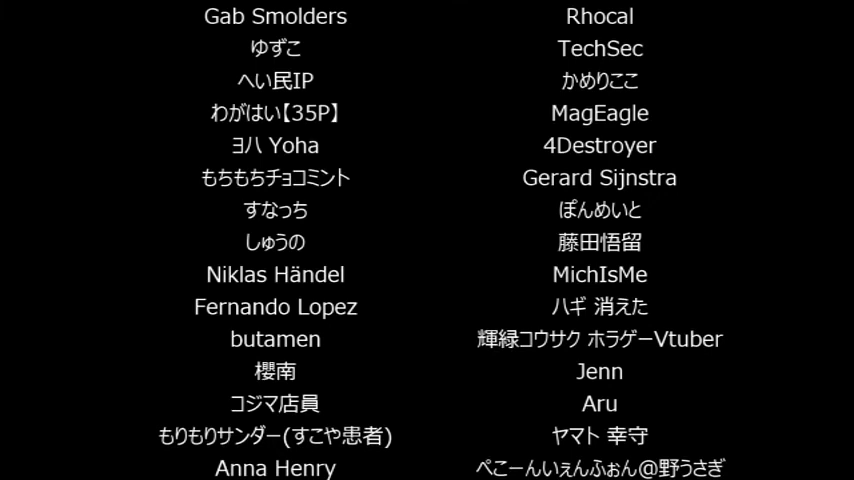 Gab Smolders Rhocal
ゆずこ TechSec
へい民IP かめりここ
わがはい【35P】 MagEagle
ヨハ Yoha 4Destroyer
もちもちチョコミント Gerard Sijnstra
すなっち ぽんめいと
しゅうの 藤田悟留
Niklas Händel MichIsMe
Fernando Lopez ハギ 消えた
butamen 輝緑コウサク ホラゲーVtuber
櫻南 Jenn
コジマ店員 Aru
もりもりサンダー(すこや患者) ヤマト 幸守
Anna Henry ぺこーんいぇんふぉん@野うさぎ